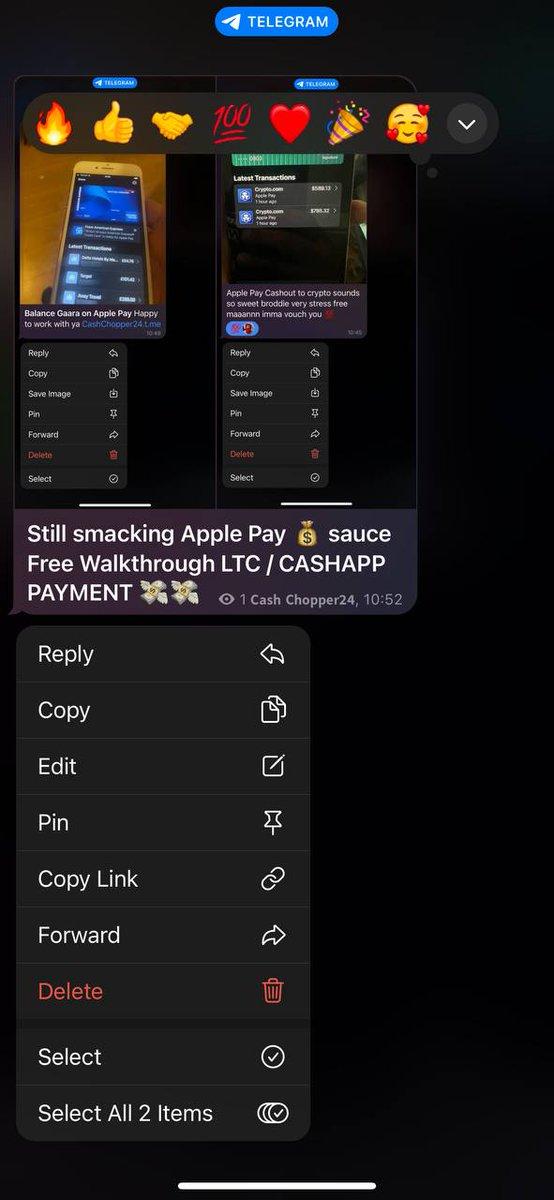 TELEGRAM
TELEGRAM
TELEGRAM
Latest Transactions
Crypto.com
$589.13
Apple Pay
1 hour ago
Crypto.com
$795.32
Apple Pay
1 hour ago
From American Express
Latest Transactions
Target
Balance Gaara on Apple Pay Happy
to work with ya CashChopper24.t.me
10:49
Apple Pay Cashout to crypto sounds
so sweet broddie very stress free
maaannn imma vouch you 💯
10:45
Reply
Copy
Save Image
Pin
Forward
Delete
Select
Reply
Copy
Save Image
Pin
Forward
Delete
Select
Still smacking Apple Pay 💰 sauce
Free Walkthrough LTC / CASHAPP
PAYMENT 💸💸
1 Cash Chopper24, 10:52
Reply
Copy
Edit
Pin
Copy Link
Forward
Delete
Select
Select All 2 Items